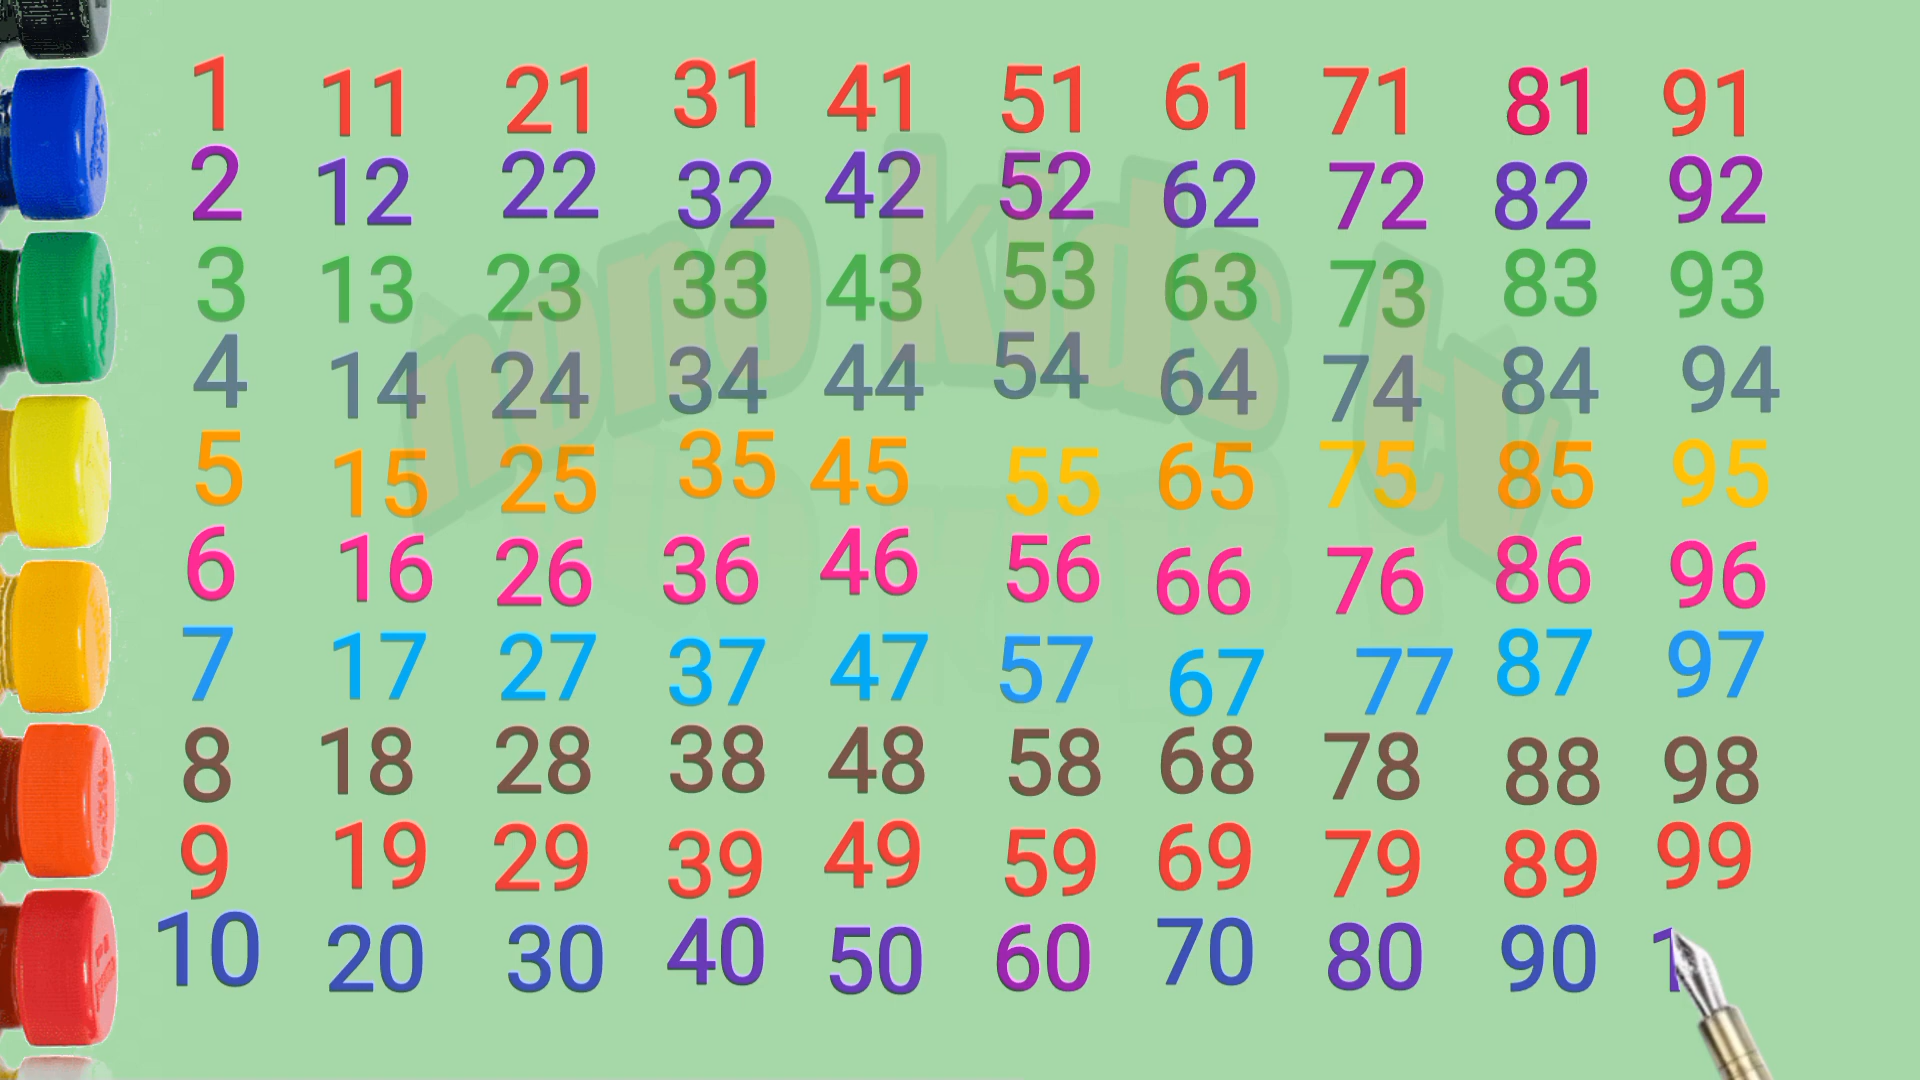 1 11 21 31 41 51 61 71 81 91
2 12 22 32 42 52 62 72 82 92
3 13 23 33 43 53 63 73 83 93
4 14 24 34 44 54 64 74 84 94
5 15 25 35 45 55 65 75 85 95
6 16 26 36 46 56 66 76 86 96
7 17 27 37 47 57 67 77 87 97
8 18 28 38 48 58 68 78 88 98
9 19 29 39 49 59 69 79 89 99
10 20 30 40 50 60 70 80 90 1
nono kids tv